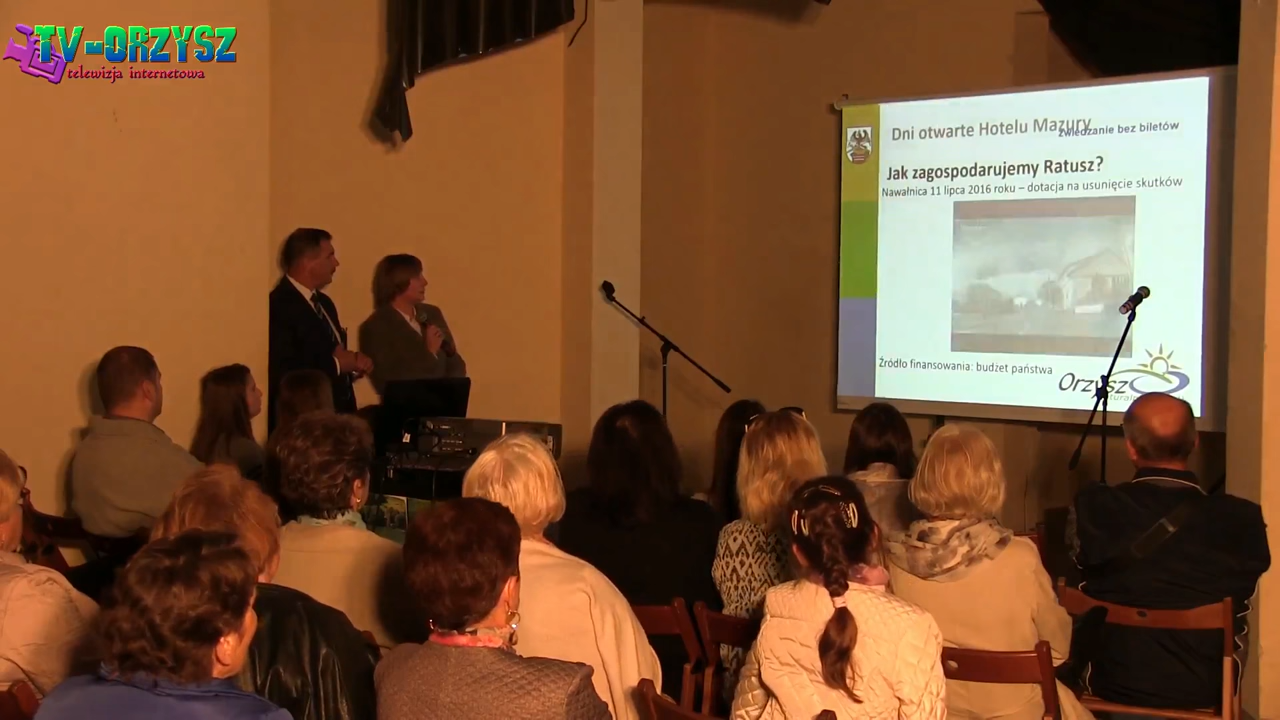 TV-ORZYSZ
telewizja internetowa
Dni otwarte Hotelu Mazury
zwiedzanie bez biletów
Jak zagospodarujemy Ratusz?
Nawałnica 11 lipca 2016 roku – dotacja na usunięcie skutków
Źródło finansowania: budżet państwa
Orzysz